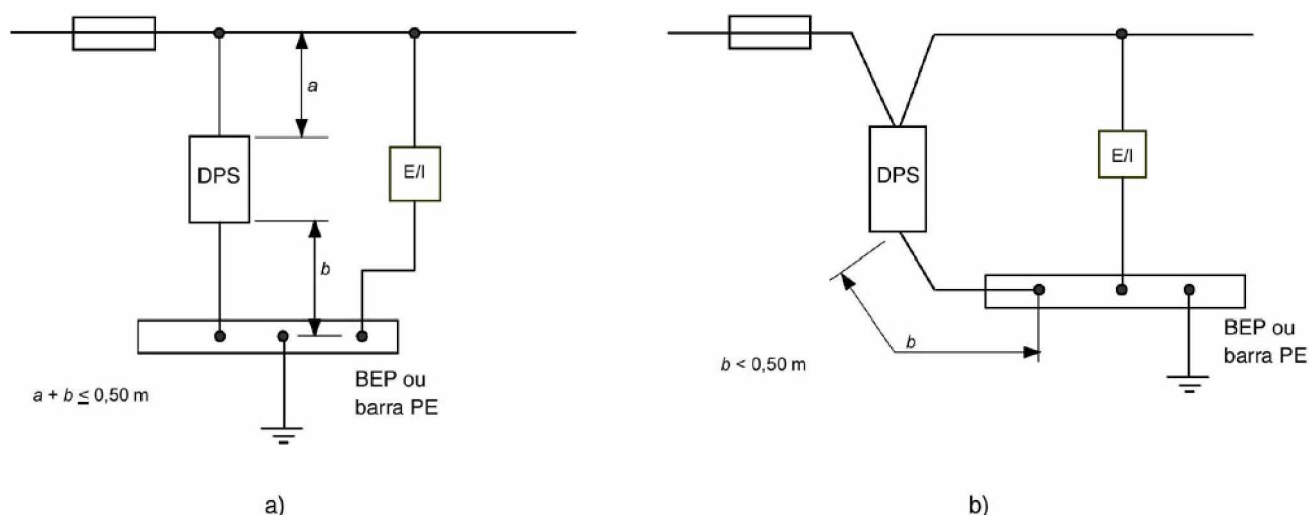 a
DPS
E/I
b
BEP ou
barra PE
a + b ≤ 0,50 m
a)
DPS
E/I
b
BEP ou
barra PE
b < 0,50 m
b)